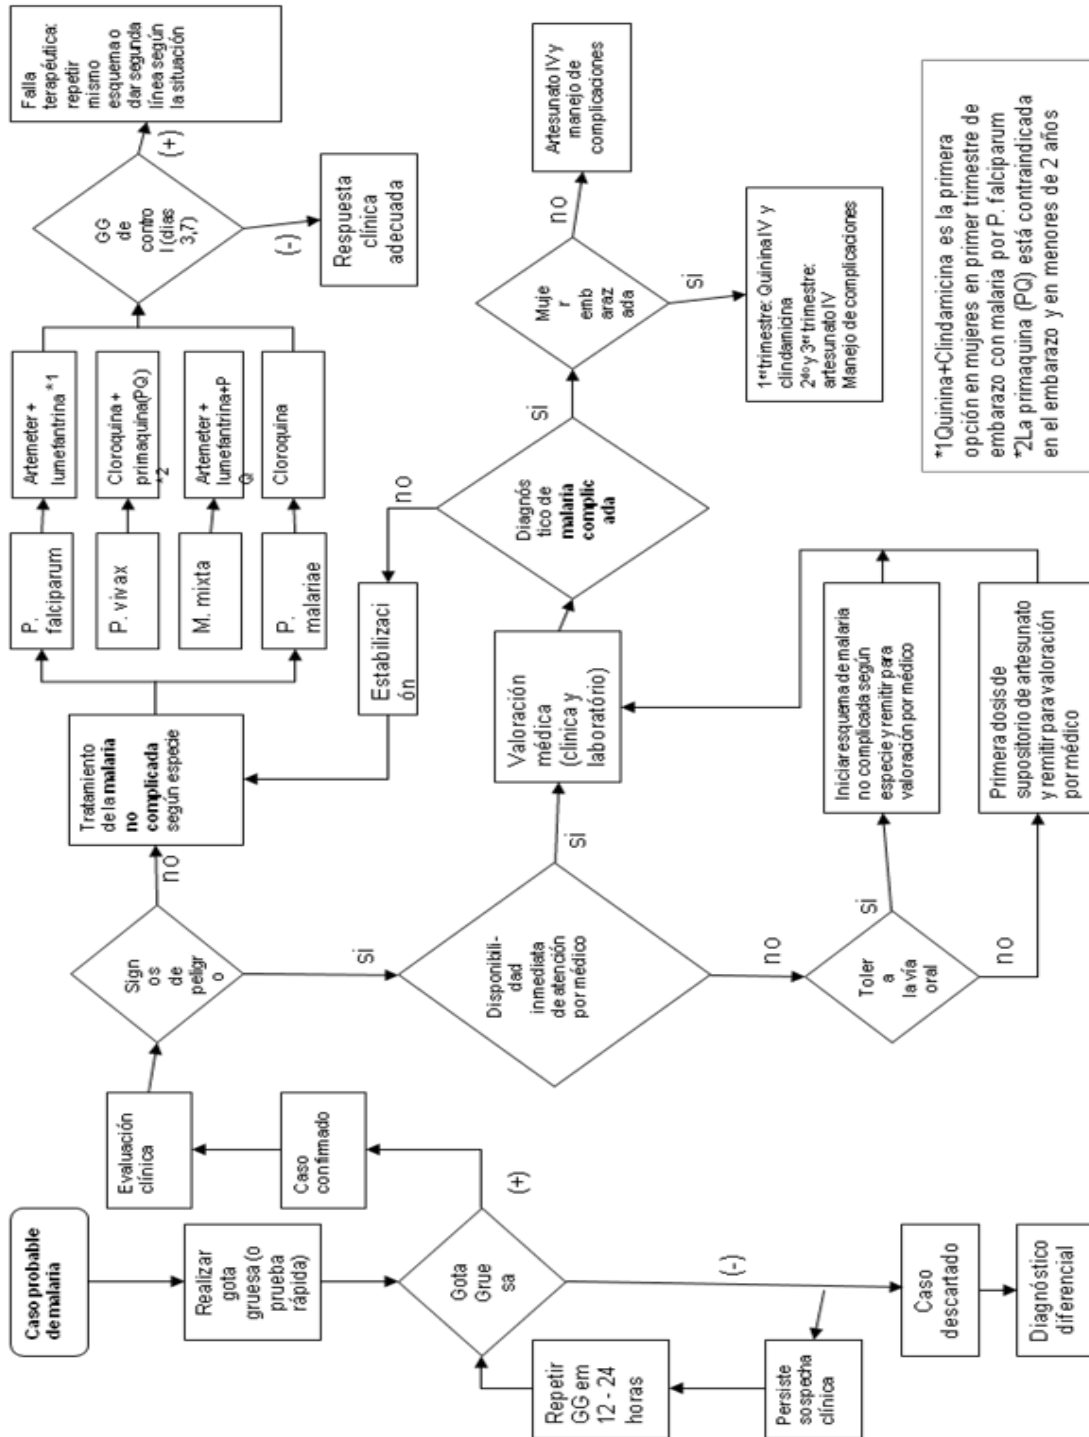 Caso probable
de malaria
Realizar
gota
gruesa (o
prueba
rápida)
Gota
Grue
sa
(+)
(-)
Repetir
GG em
12 - 24
horas
Persiste
sospecha
clínica
Caso
descartado
Diagnóstico
diferencial
Caso
confirmado
Evaluación
clínica
Sign
os
de
peligr
o
no
Si
Tratamiento
de la malaria
no
complicada
según especie
P.
falciparum
P. vivax
M. mixta
P.
malariae
Artemeter +
lumefantrina *1
Cloroquina +
primaquina(PQ)
*2
Artemeter +
lumefantrina+P
Q
Cloroquina
GG
de
contro
l (dias
3,7)
(+)
(-)
Falla
terapéutica:
repetir
mismo
esquema o
dar segunda
línea según
la situación
Respuesta
clínica
adecuada
Disponibili-
dad
inmediata
de atención
por médico
si
no
Valoración
médica
(clinica y
laboratório)
Estabilizaci
ón
Diagnós
tico de
malaria
complic
ada
no
si
Muje
r
emb
araz
ada
no
si
Artesunato IV y
manejo de
complicaciones
1er trimestre: Quinina IV y
clindamicina
2do y 3er trimestre:
artesunato IV
Manejo de complicaciones
Toler
a
la vía
oral
si
no
Iniciar esquema de malaria
no complicada según
especie y remitir para
valoración por médico
Primera dosis de
supositorio de artesunato
y remitir para valoración
por médico
*1Quinina+Clindamicina es la primera
opción en mujeres en primer trimestre de
embarazo con malaria por P. falciparum
*2La primaquina (PQ) está contraindicada
en el embarazo y en menores de 2 años